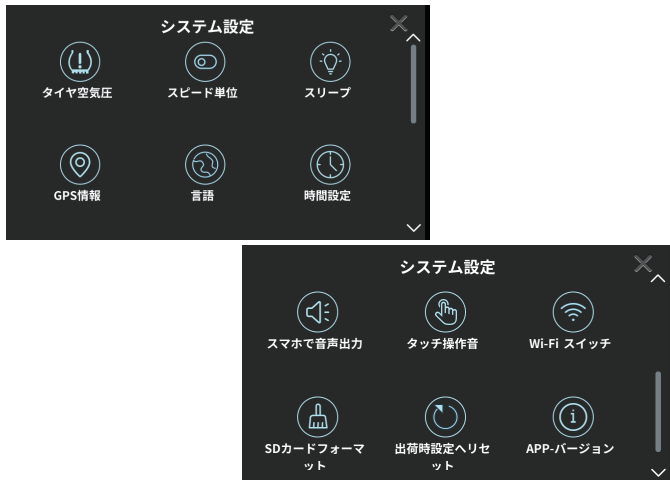 システム設定
タイヤ空気圧
スピード単位
スリープ
GPS情報
言語
時間設定
システム設定
スマホで音声出力
タッチ操作音
Wi-Fi スイッチ
SDカードフォーマ
ット
出荷時設定へリセ
ット
APP-バージョン